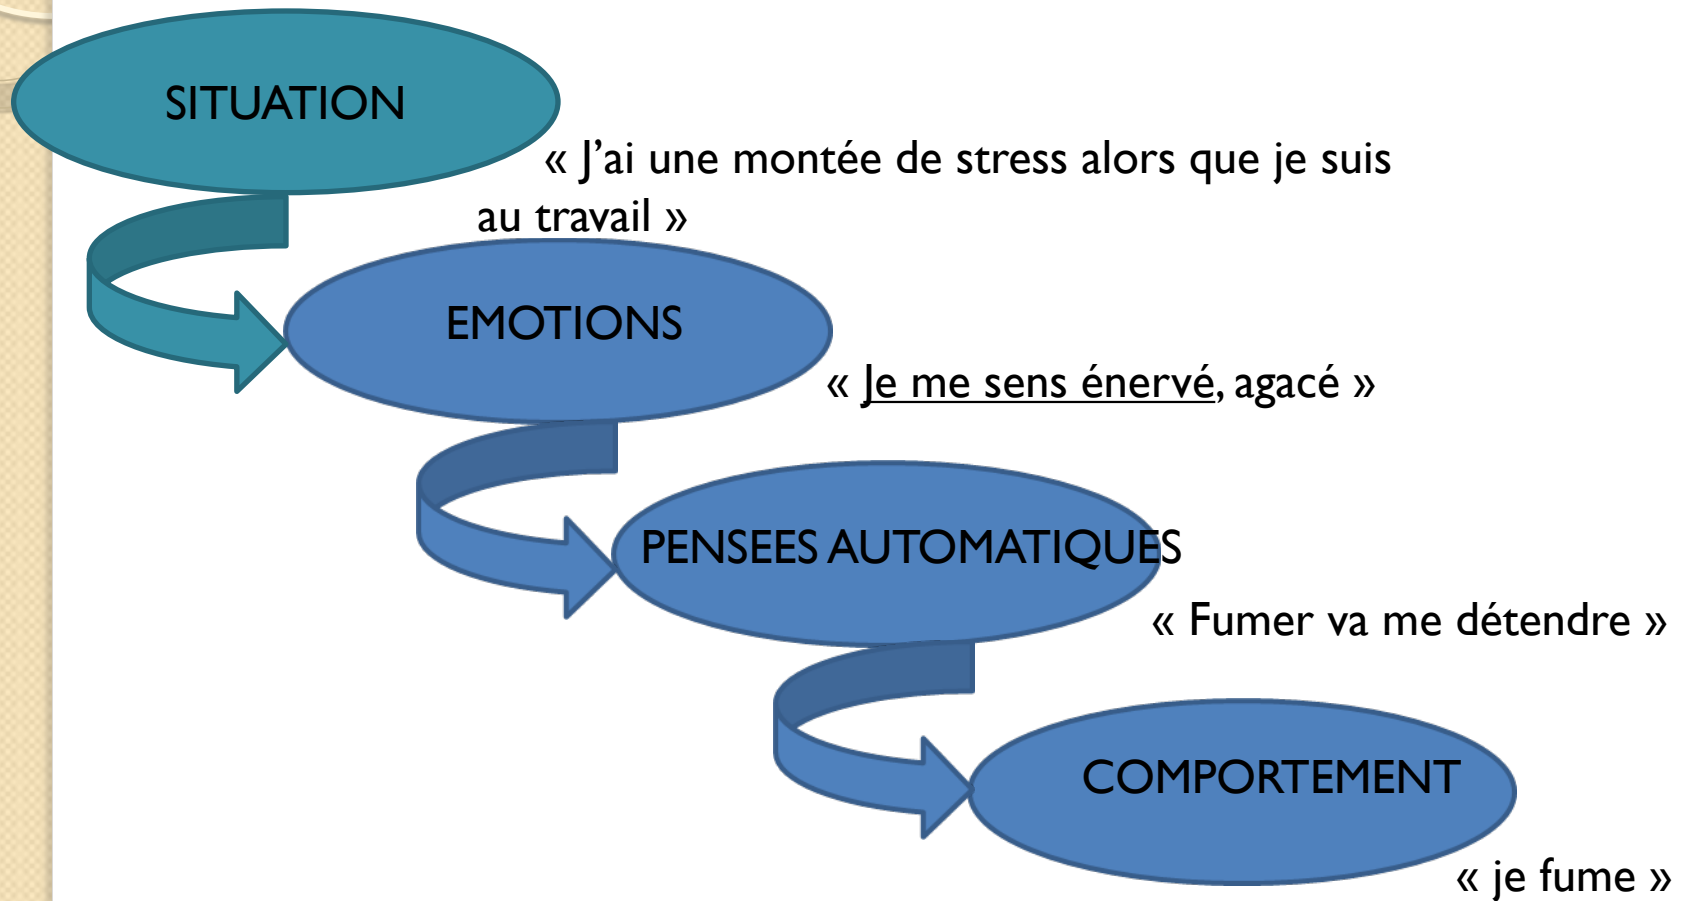 SITUATION
« J’ai une montée de stress alors que je suis
au travail »
EMOTIONS
« Je me sens énervé, agacé »
PENSEES AUTOMATIQUES
« Fumer va me détendre »
COMPORTEMENT
« je fume »